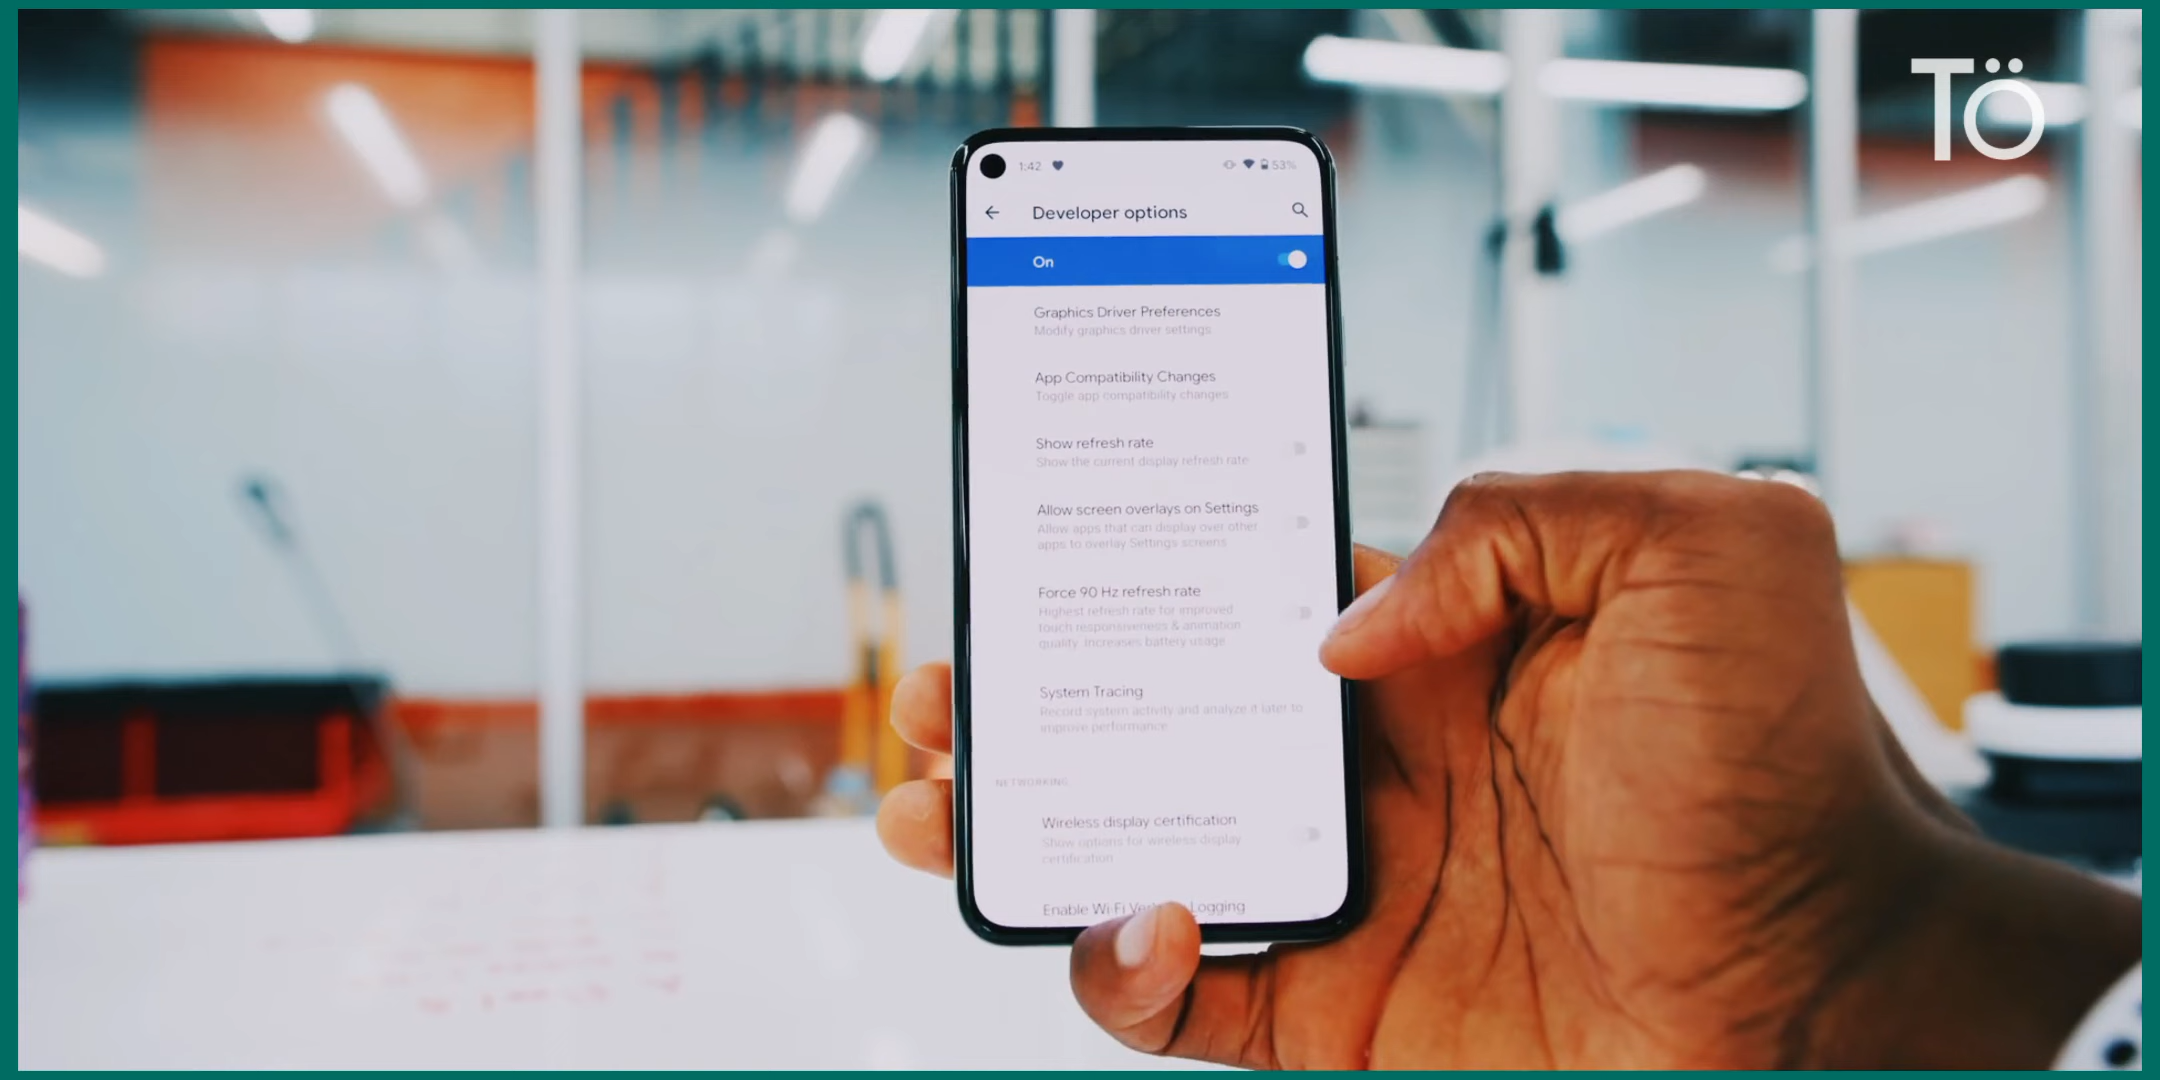 Tö
1:42
53%
Developer options
On
Graphics Driver Preferences
Modify graphics driver settings
App Compatibility Changes
Toggle app compatibility changes
Show refresh rate
Show the current display refresh rate
Allow screen overlays on Settings
Allow apps that can display over other
apps to overlay Settings screens
Force 90 Hz refresh rate
Highest refresh rate for improved
touch responsiveness & animation
quality. Increases battery usage
System Tracing
Record system activity and analyze it later to
improve performance
NETWORKING
Wireless display certification
Show options for wireless display
certification
Enable Wi-Fi Logging